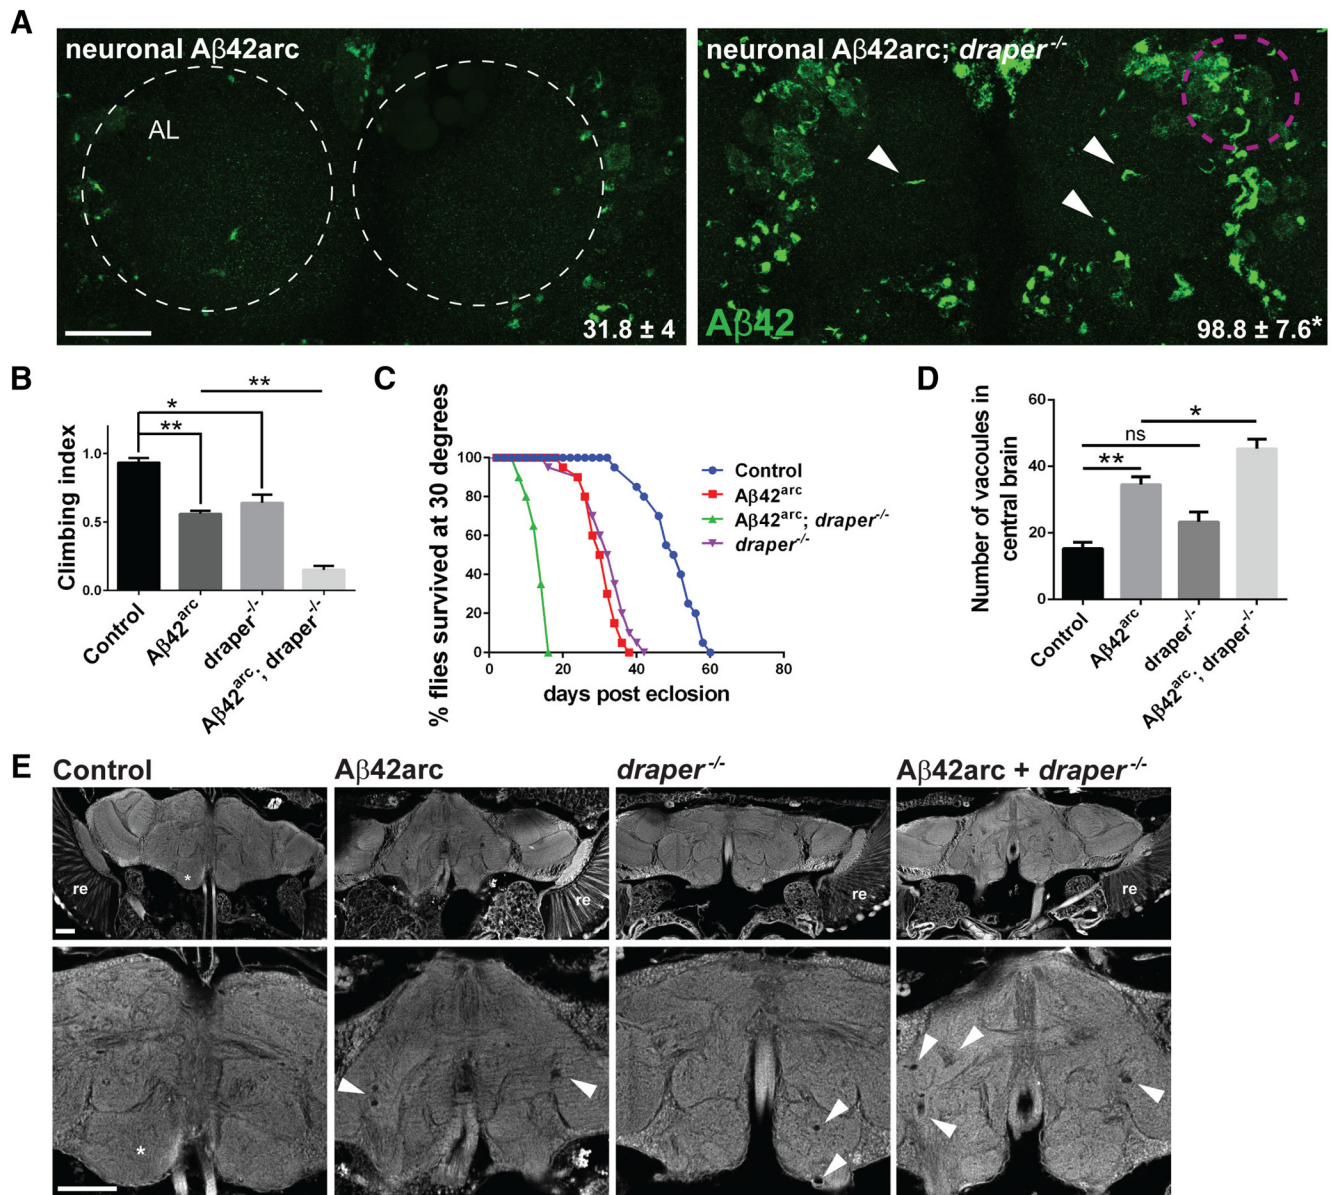 A
neuronal Aβ42arc
AL
31.8 ± 4
neuronal Aβ42arc; draper -/-
Aβ42
98.8 ± 7.6*
B
Climbing index
1.0
0.5
0.0
**
*
**
Control
Aβ42arc
draper-/-
Aβ42arc; draper-/-
C
% flies survived at 30 degrees
100
80
60
40
20
0
0
20
40
60
80
days post eclosion
Control
Aβ42arc
Aβ42arc; draper-/-
draper-/-
D
Number of vacoules in
central brain
60
40
20
0
*
ns
**
Control
Aβ42arc
draper-/-
Aβ42arc; draper-/-
E
Control
Aβ42arc
draper -/-
Aβ42arc + draper -/-
re
*
re
re
*